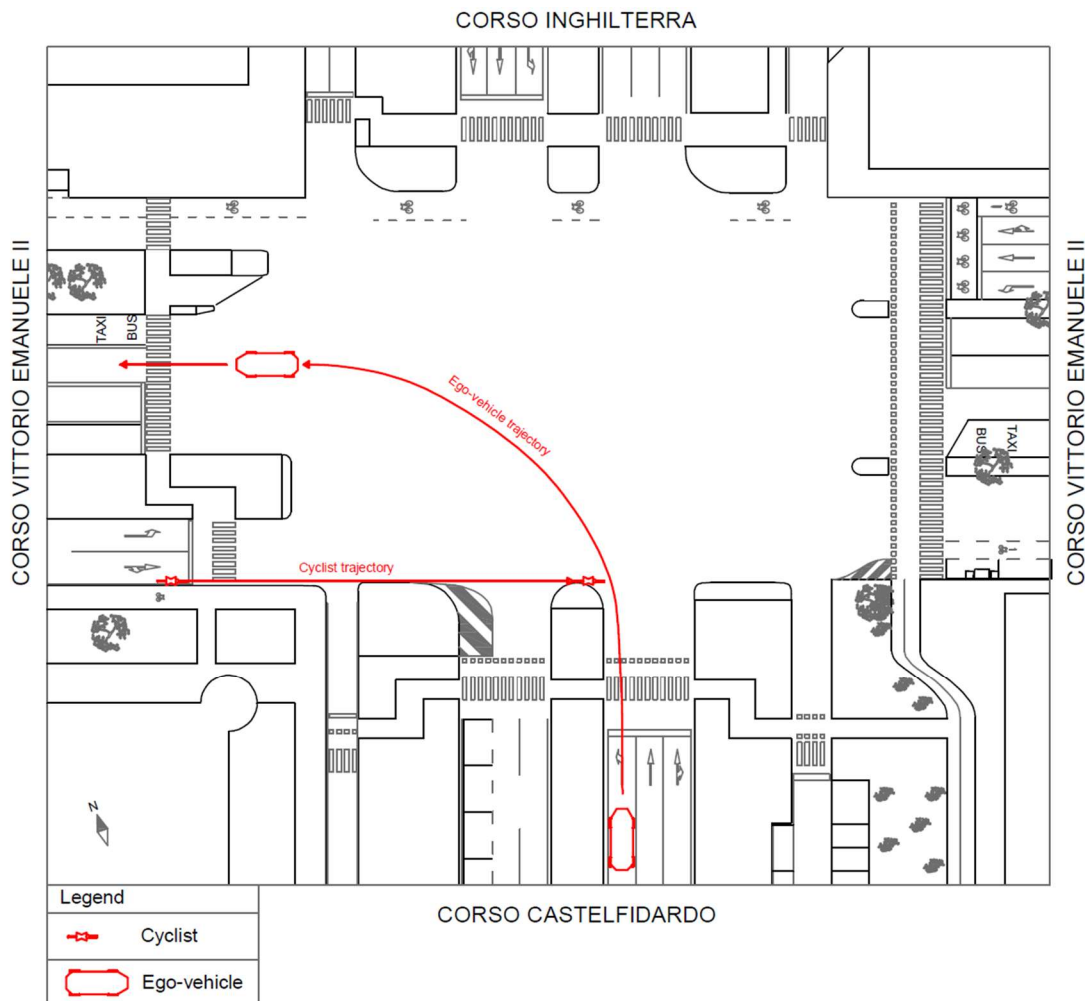 CORSO INGHILTERRA
CORSO VITTORIO EMANUELE II
CORSO VITTORIO EMANUELE II
TAXI
BUS
Ego-vehicle trajectory
TAXI
BUS
Cyclist trajectory
N
CORSO CASTELFIDARDO
Legend
Cyclist
Ego-vehicle